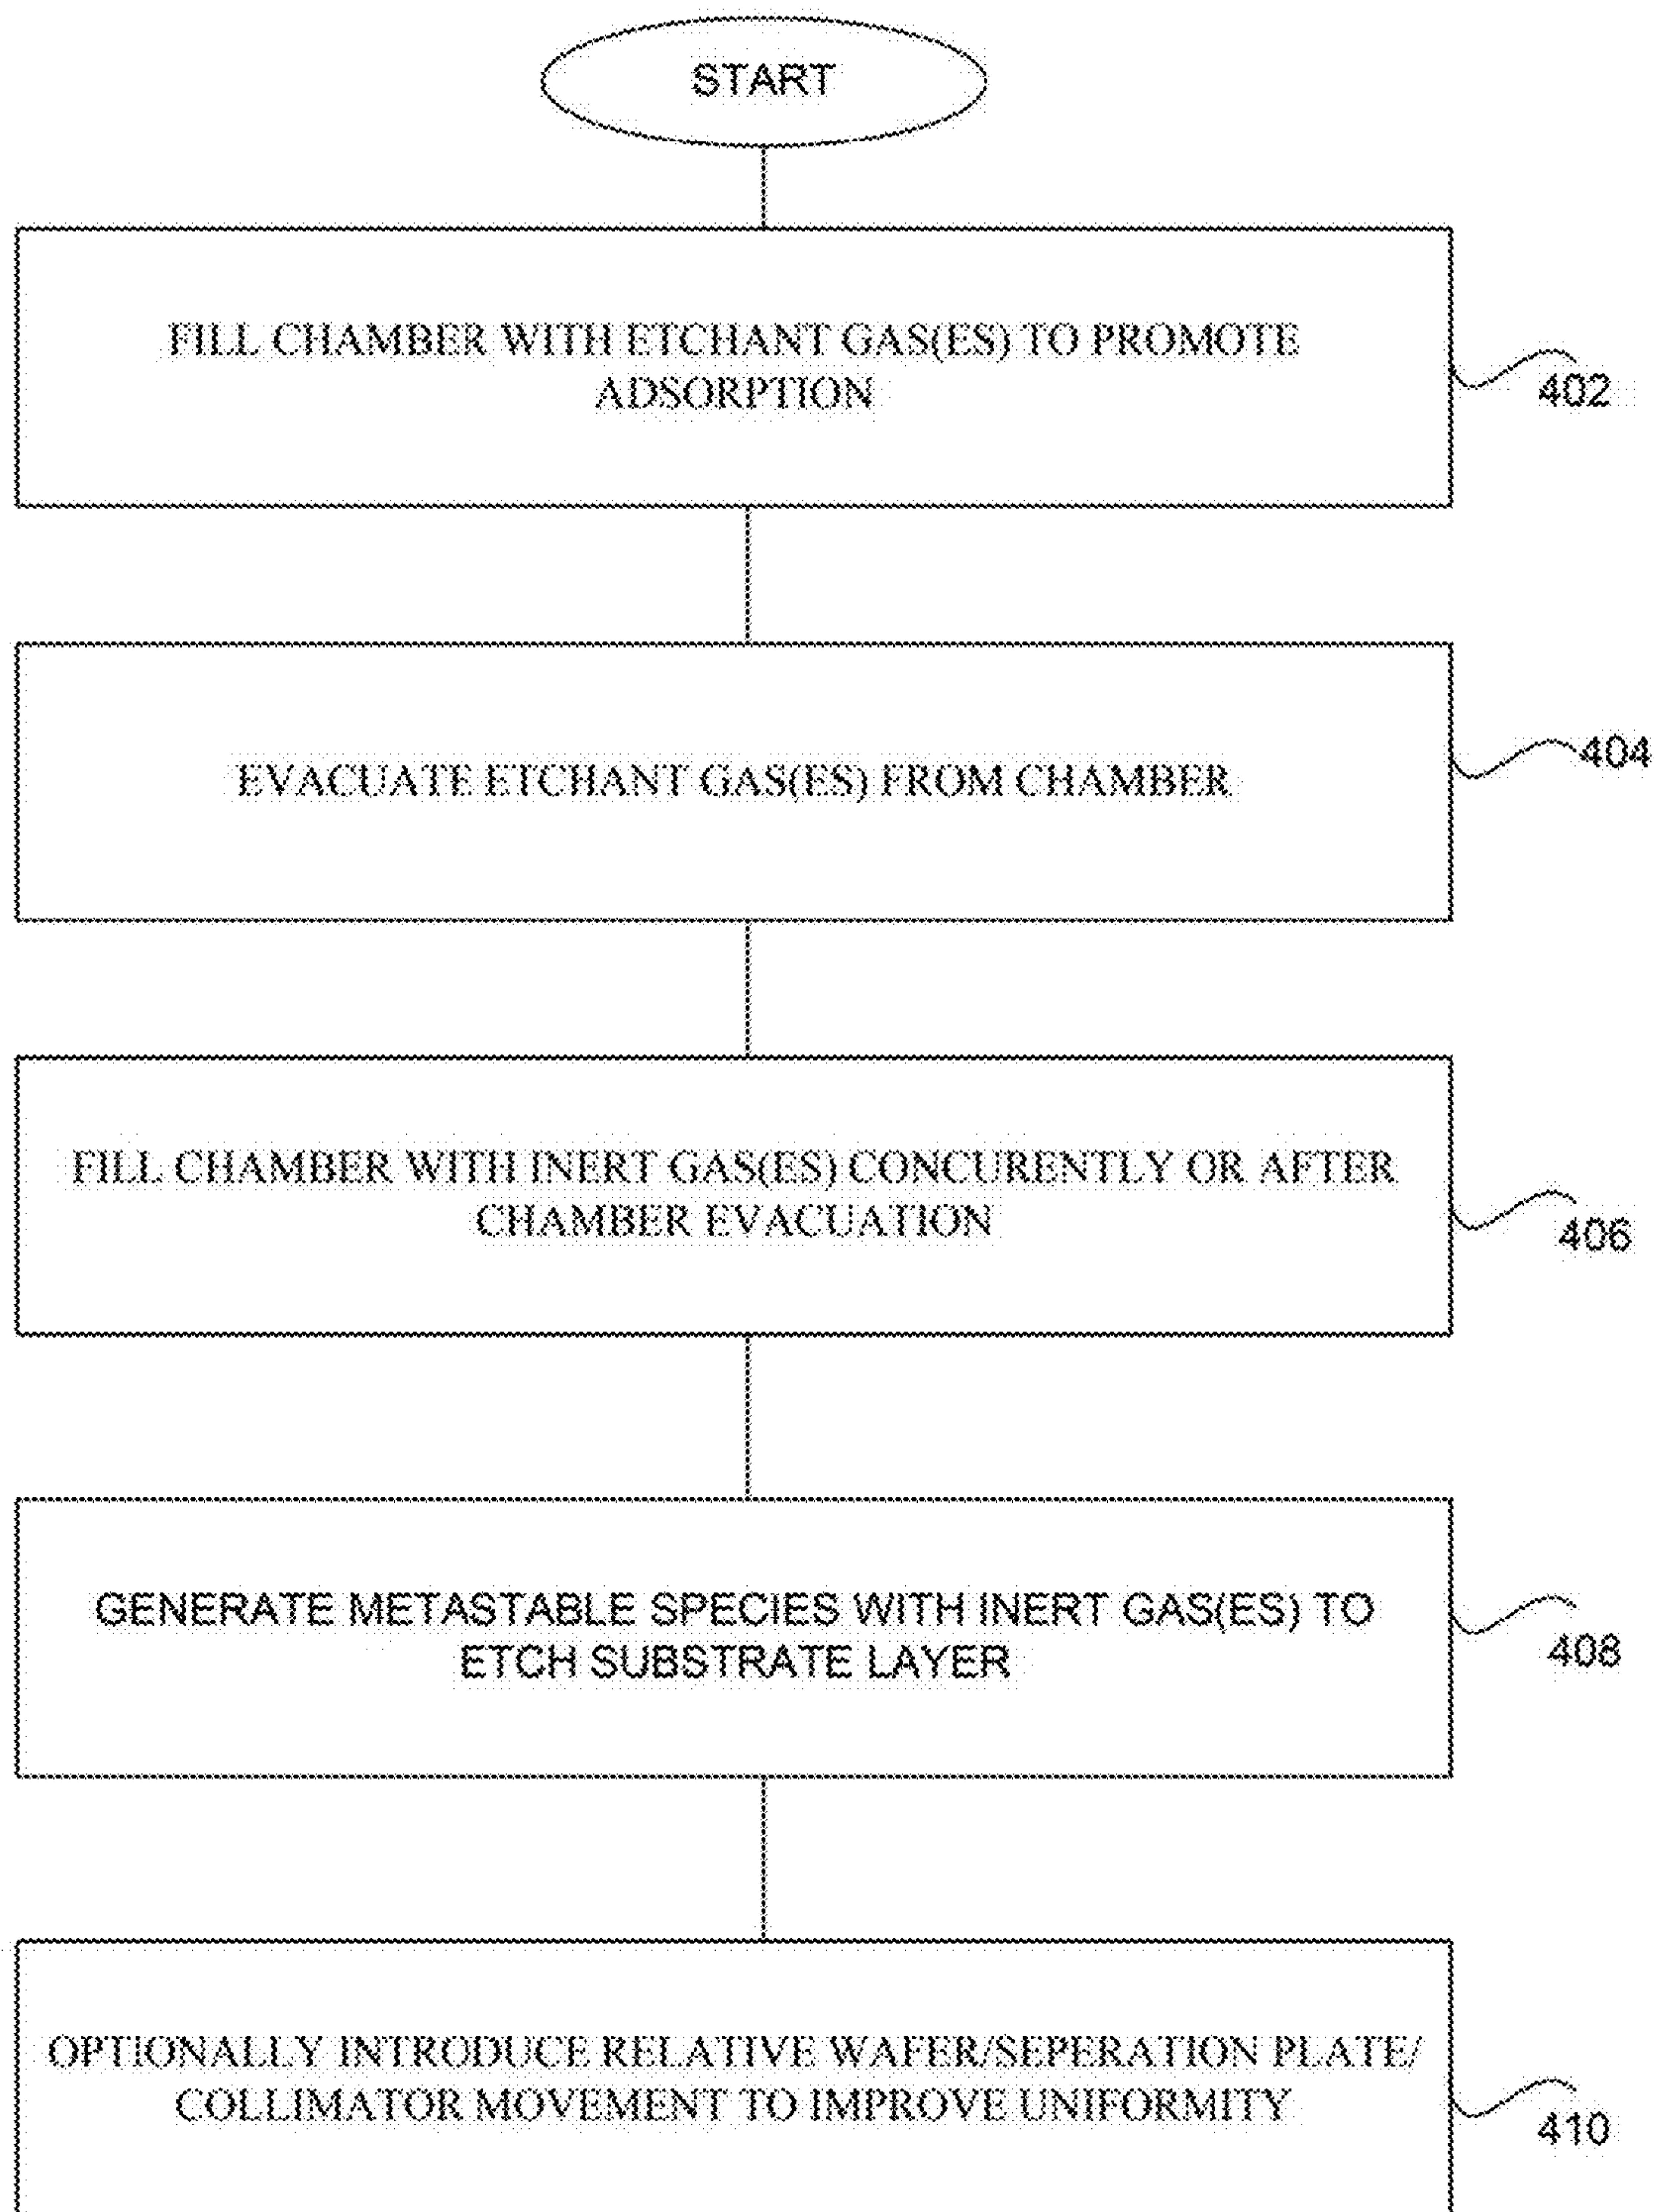 START
FILL CHAMBER WITH ETCHANT GAS(ES) TO PROMOTE
ADSORPTION
402
EVACUATE ETCHANT GAS(ES) FROM CHAMBER
404
FILL CHAMBER WITH INERT GAS(ES) CONCURENTLY OR AFTER
CHAMBER EVACUATION
406
GENERATE METASTABLE SPECIES WITH INERT GAS(ES) TO
ETCH SUBSTRATE LAYER
408
OPTIONALLY INTRODUCE RELATIVE WAFER/SEPERATION PLATE/
COLLIMATOR MOVEMENT TO IMPROVE UNIFORMITY
410